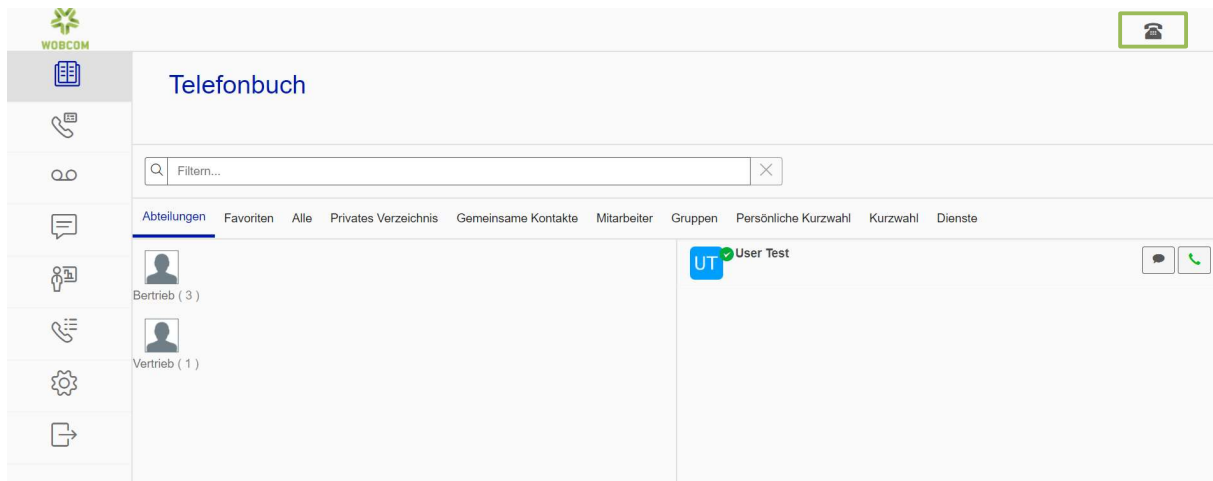 WOBCOM
Telefonbuch
Filtern...
Abteilungen Favoriten Alle Privates Verzeichnis Gemeinsame Kontakte Mitarbeiter Gruppen Persönliche Kurzwahl Kurzwahl Dienste
UT User Test
Bertrieb ( 3 )
Vertrieb ( 1 )